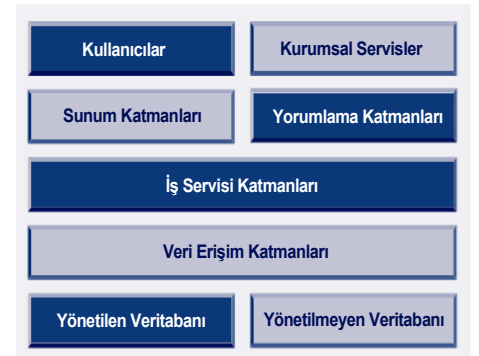 Kullanıcılar
Kurumsal Servisler
Sunum Katmanları
Yorumlama Katmanları
İş Servisi Katmanları
Veri Erişim Katmanları
Yönetilen Veritabanı
Yönetilmeyen Veritabanı